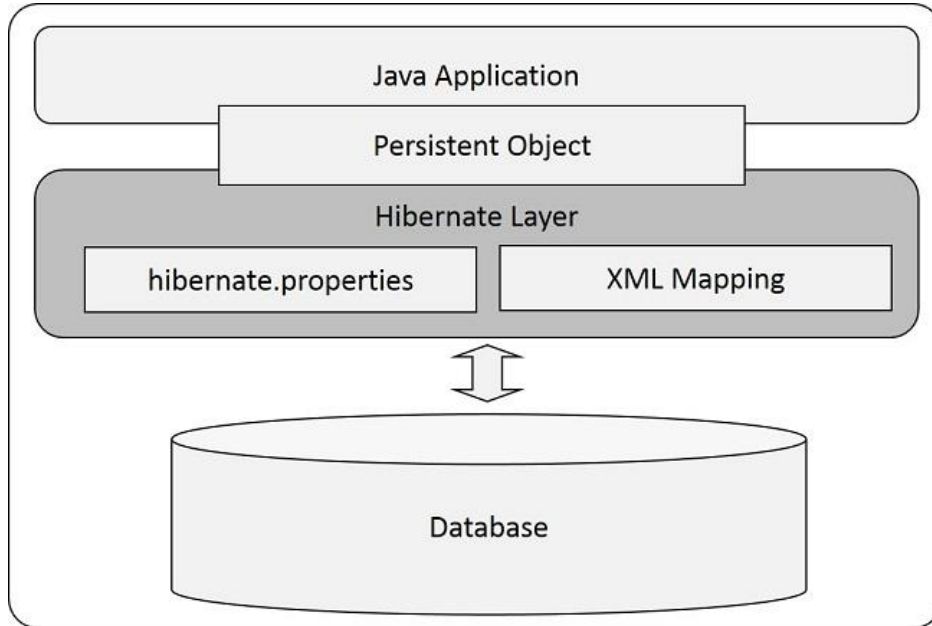 Java Application
Persistent Object
Hibernate Layer
hibernate.properties
XML Mapping
Database